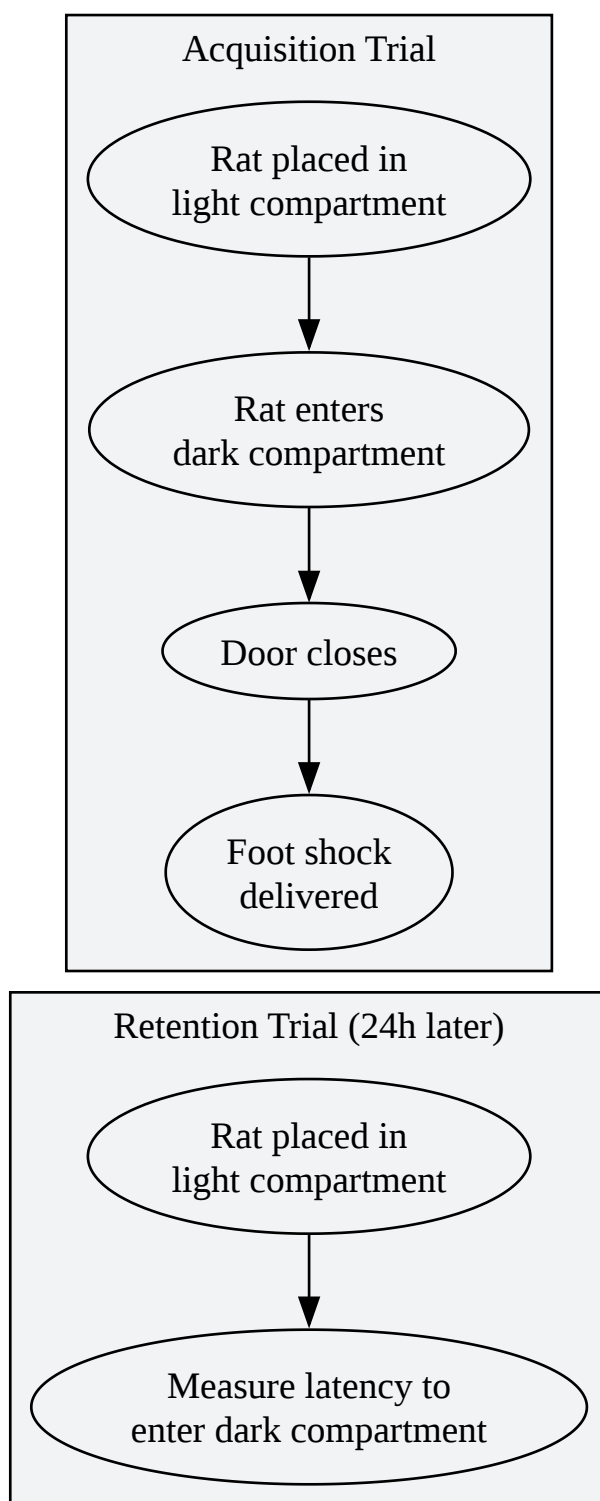 Acquisition Trial
Rat placed in
light compartment
Rat enters
dark compartment
Door closes
Foot shock
delivered
Retention Trial (24h later)
Rat placed in
light compartment
Measure latency to
enter dark compartment